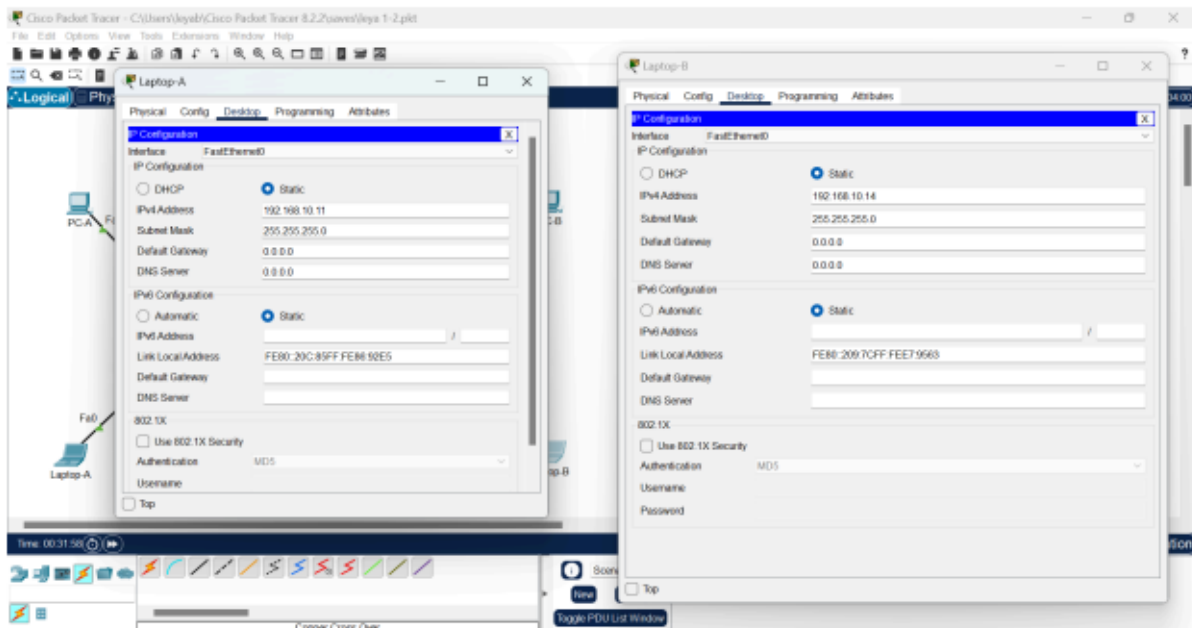 Cisco Packet Tracer - C:\Users\leyab\Cisco Packet Tracer 8.2.2\saves\leya 1-2.pkt
File Edit Options View Tools Extensions Window Help
?
Logical
Phys
04:00
PC-A
Fa0
Laptop-A
Laptop-A
Physical Config Desktop Programming Attributes
IP Configuration X
Interface FastEthernet0
IP Configuration
DHCP Static
IPv4 Address 192.168.10.11
Subnet Mask 255.255.255.0
Default Gateway 0.0.0.0
DNS Server 0.0.0.0
IPv6 Configuration
Automatic Static
IPv6 Address /
Link Local Address FE80::20C:85FF:FE86:92E5
Default Gateway
DNS Server
802.1X
Use 802.1X Security
Authentication MD5
Username
Top
Laptop-B
Physical Config Desktop Programming Attributes
IP Configuration X
Interface FastEthernet0
IP Configuration
DHCP Static
IPv4 Address 192.168.10.14
Subnet Mask 255.255.255.0
Default Gateway 0.0.0.0
DNS Server 0.0.0.0
IPv6 Configuration
Automatic Static
IPv6 Address /
Link Local Address FE80::209:7CFF:FEE7:9563
Default Gateway
DNS Server
802.1X
Use 802.1X Security
Authentication MD5
Username
Password
Top
Time: 00:31:58
Scen
New
Toggle PDU List Window
Copper Cross-Over